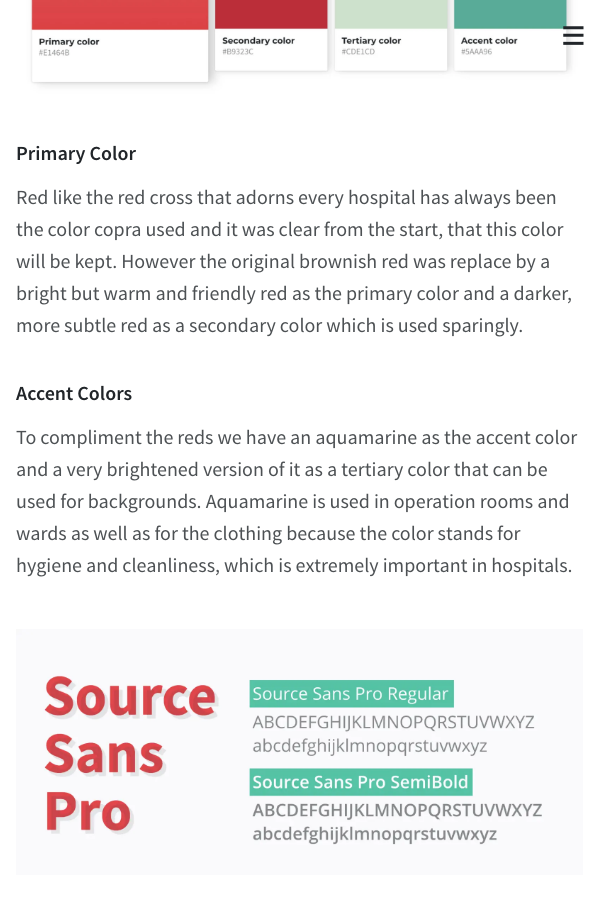 Primary color
#E1464B
Secondary color
#B9323C
Tertiary color
#CDE1CD
Accent color
#5AAA96
Primary Color
Red like the red cross that adorns every hospital has always been
the color copra used and it was clear from the start, that this color
will be kept. However the original brownish red was replace by a
bright but warm and friendly red as the primary color and a darker,
more subtle red as a secondary color which is used sparingly.
Accent Colors
To compliment the reds we have an aquamarine as the accent color
and a very brightened version of it as a tertiary color that can be
used for backgrounds. Aquamarine is used in operation rooms and
wards as well as for the clothing because the color stands for
hygiene and cleanliness, which is extremely important in hospitals.
Source
Sans
Pro
Source Sans Pro Regular
ABCDEFGHIJKLMNOPQRSTUVWXYZ
abcdefghijklmnopqrstuvwxyz
Source Sans Pro SemiBold
ABCDEFGHIJKLMNOPQRSTUVWXYZ
abcdefghijklmnopqrstuvwxyz